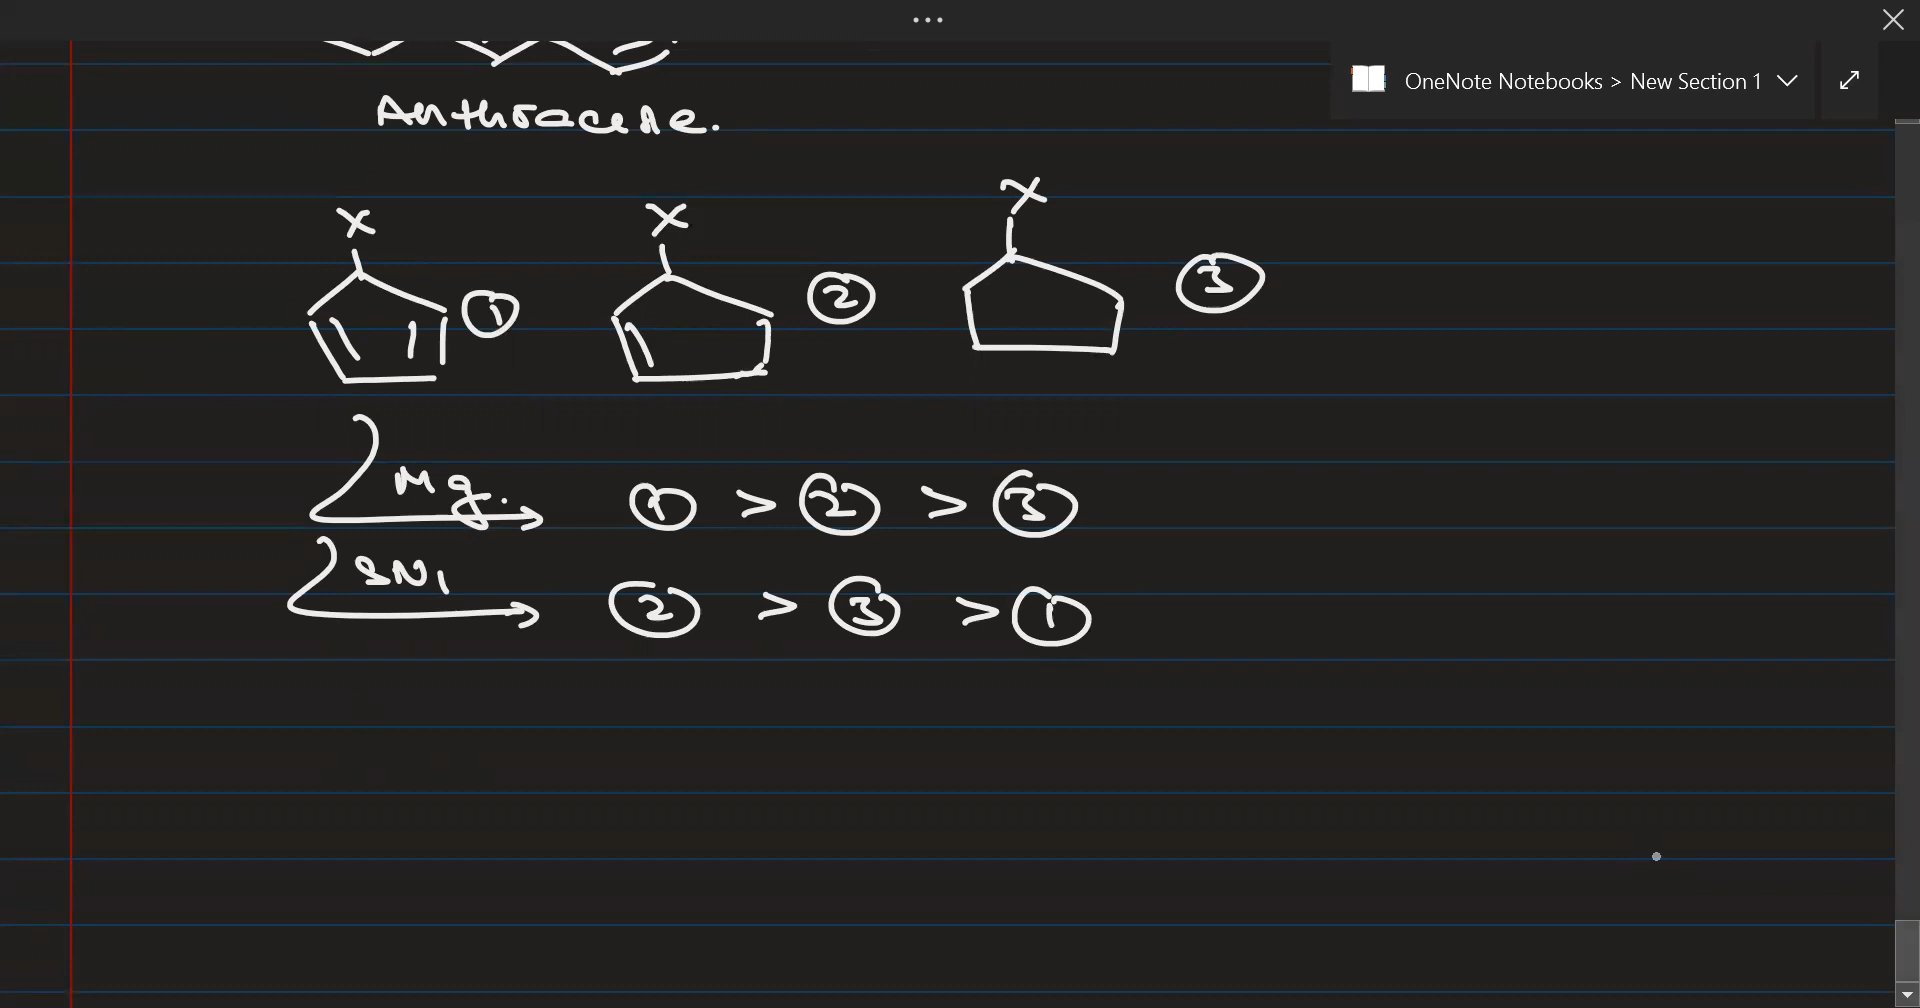 OneNote Notebooks > New Section 1
Anthracene.
X X X
① ② ③
Mg. ① > ② > ③
SN1 ② > ③ > ①